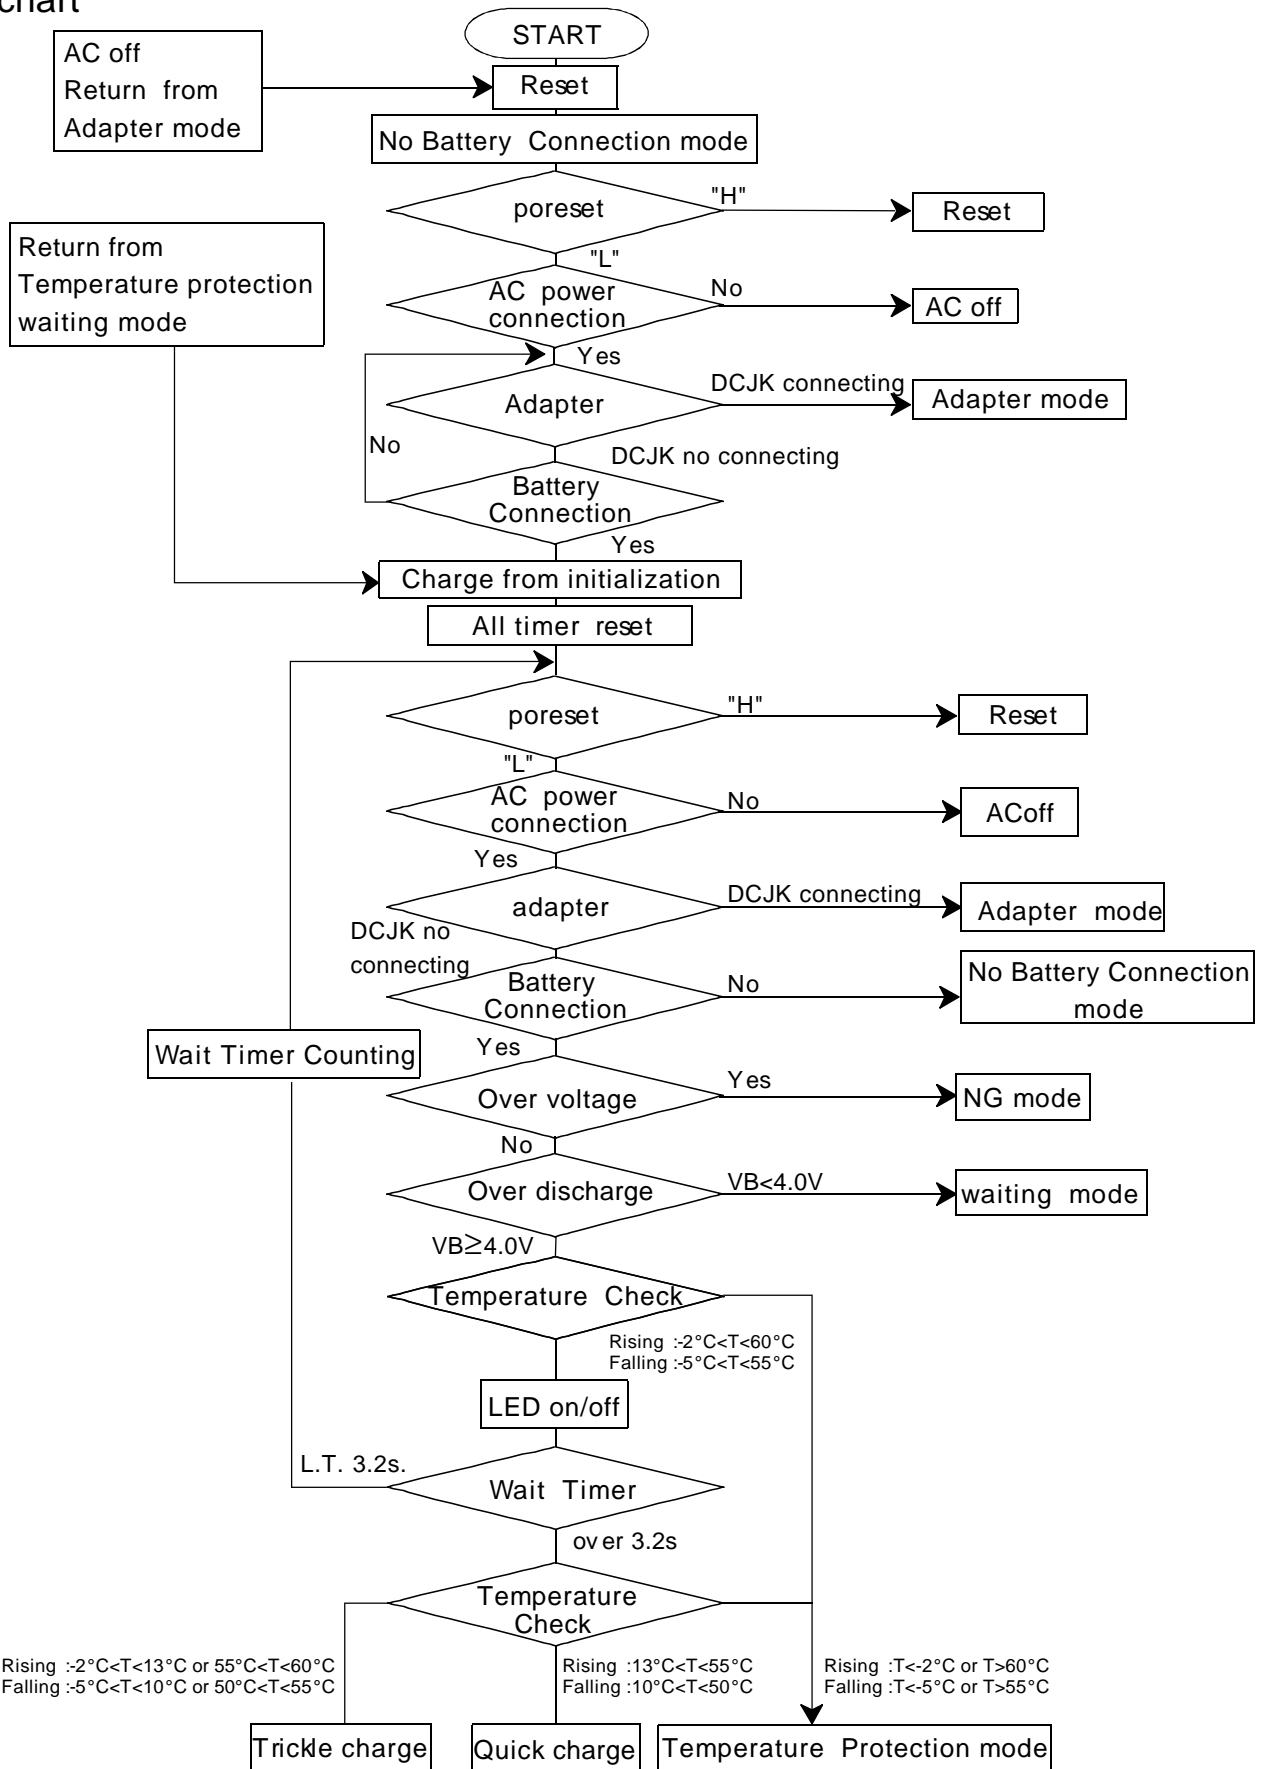 chart
START
AC off
Return from
Adapter mode
Reset
No Battery Connection mode
poreset
"H"
Reset
"L"
Return from
Temperature protection
waiting mode
AC power
connection
No
AC off
Yes
Adapter
DCJK connecting
Adapter mode
No
DCJK no connecting
Battery
Connection
Yes
Charge from initialization
All timer reset
poreset
"H"
Reset
"L"
AC power
connection
No
ACoff
Yes
adapter
DCJK connecting
Adapter mode
DCJK no
connecting
Battery
Connection
No
No Battery Connection
mode
Wait Timer Counting
Yes
Over voltage
Yes
NG mode
No
Over discharge
VB<4.0V
waiting mode
VB≥4.0V
Temperature Check
Rising :-2°C<T<60°C
Falling :-5°C<T<55°C
LED on/off
L.T. 3.2s.
Wait Timer
over 3.2s
Temperature
Check
Rising :-2°C<T<13°C or 55°C<T<60°C
Falling :-5°C<T<10°C or 50°C<T<55°C
Rising :13°C<T<55°C
Falling :10°C<T<50°C
Rising :T<-2°C or T>60°C
Falling :T<-5°C or T>55°C
Trickle charge
Quick charge
Temperature Protection mode